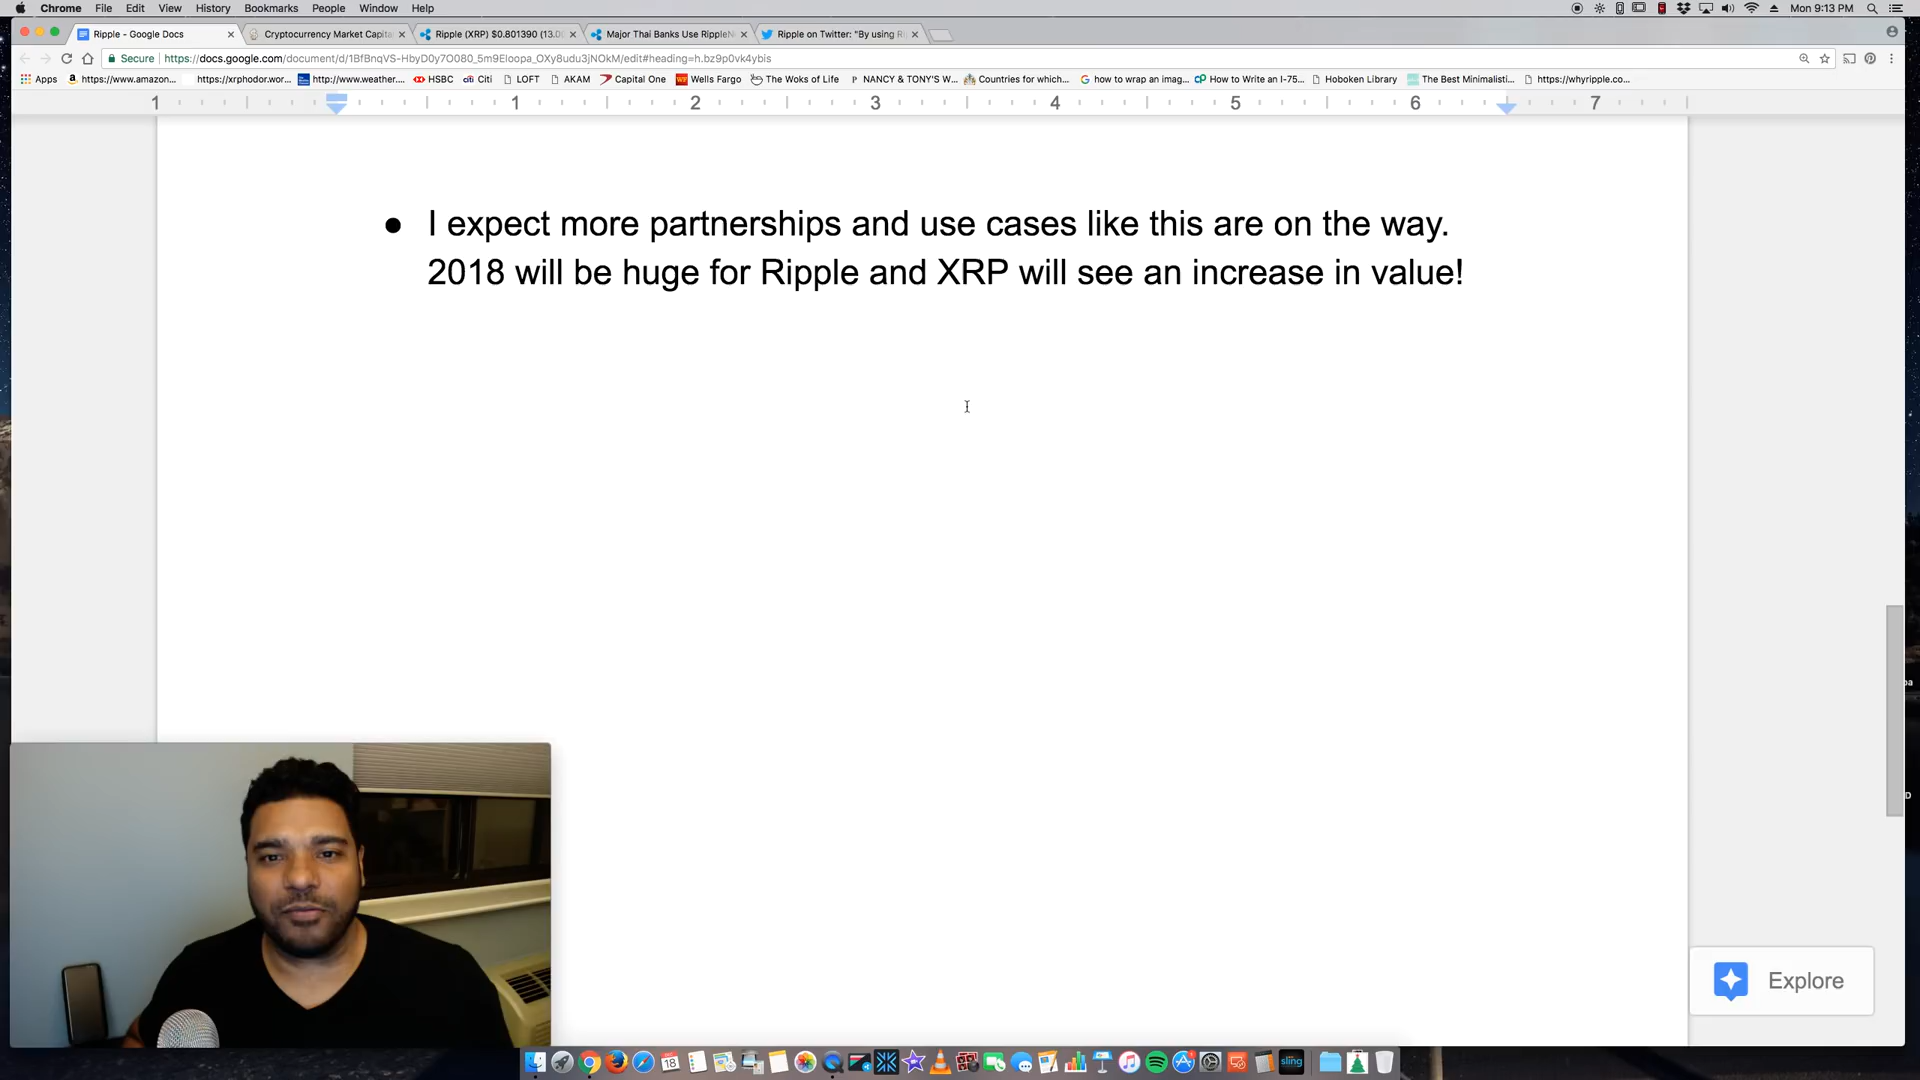 Chrome File Edit View History Bookmarks People Window Help Mon 9:13 PM
Ripple - Google Docs Cryptocurrency Market Capita Ripple (XRP) $0.801390 (13.0 Major Thai Banks Use RippleN Ripple on Twitter: "By using Ri
Secure https://docs.google.com/document/d/1BfBnqVS-HbyD0y7O080_5m9Eloopa_OXy8udu3jNOkM/edit#heading=h.bz9p0vk4ybis
Apps https://www.amazon... https://xrphodor.wor... http://www.weather.... HSBC Citi LOFT AKAM Capital One Wells Fargo The Woks of Life NANCY & TONY'S W... Countries for which... how to wrap an imag... How to Write an I-75... Hoboken Library The Best Minimalisti... https://whyripple.co...
1 1 2 3 4 5 6 7
● I expect more partnerships and use cases like this are on the way.
2018 will be huge for Ripple and XRP will see an increase in value!
Explore
18
sling